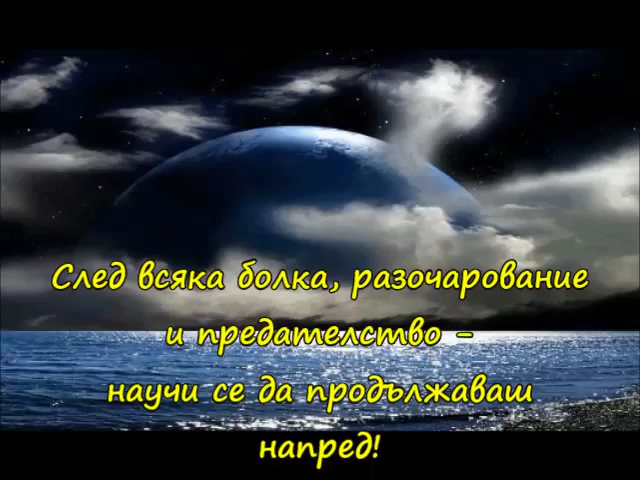 След всяка болка, разочарование
и предателство -
научи се да продължаваш
напред!